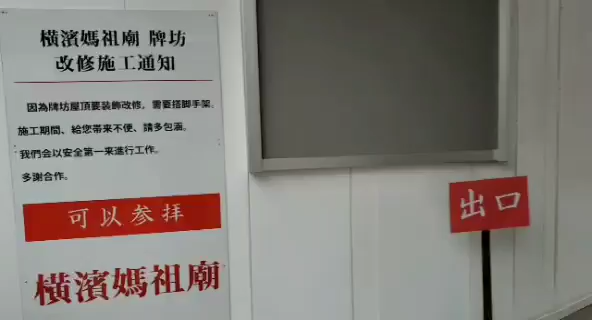 橫濱媽祖廟 牌坊
改修施工通知
因為牌坊屋頂要裝飾改修，需要搭脚手架。
施工期間、給您帶来不便、請多包涵。
我們會以安全第一来進行工作。
多謝合作。
可以参拜
橫濱媽祖廟
出口